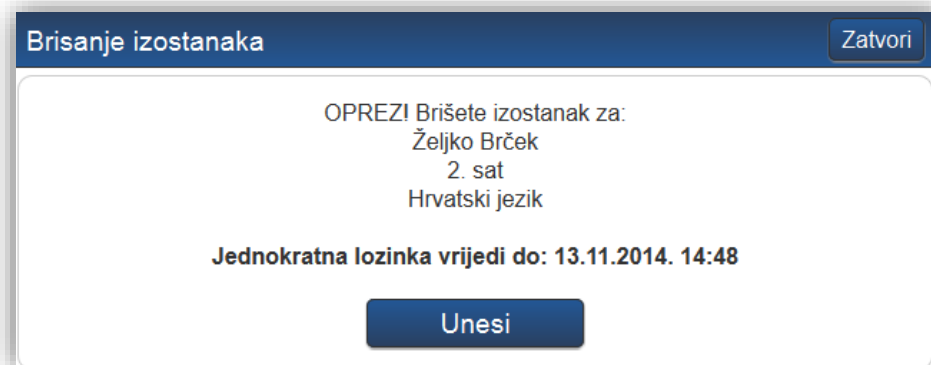 Brisanje izostanaka
Zatvori
OPREZ! Brišete izostanak za:
Željko Brček
2. sat
Hrvatski jezik
Jednokratna lozinka vrijedi do: 13.11.2014. 14:48
Unesi